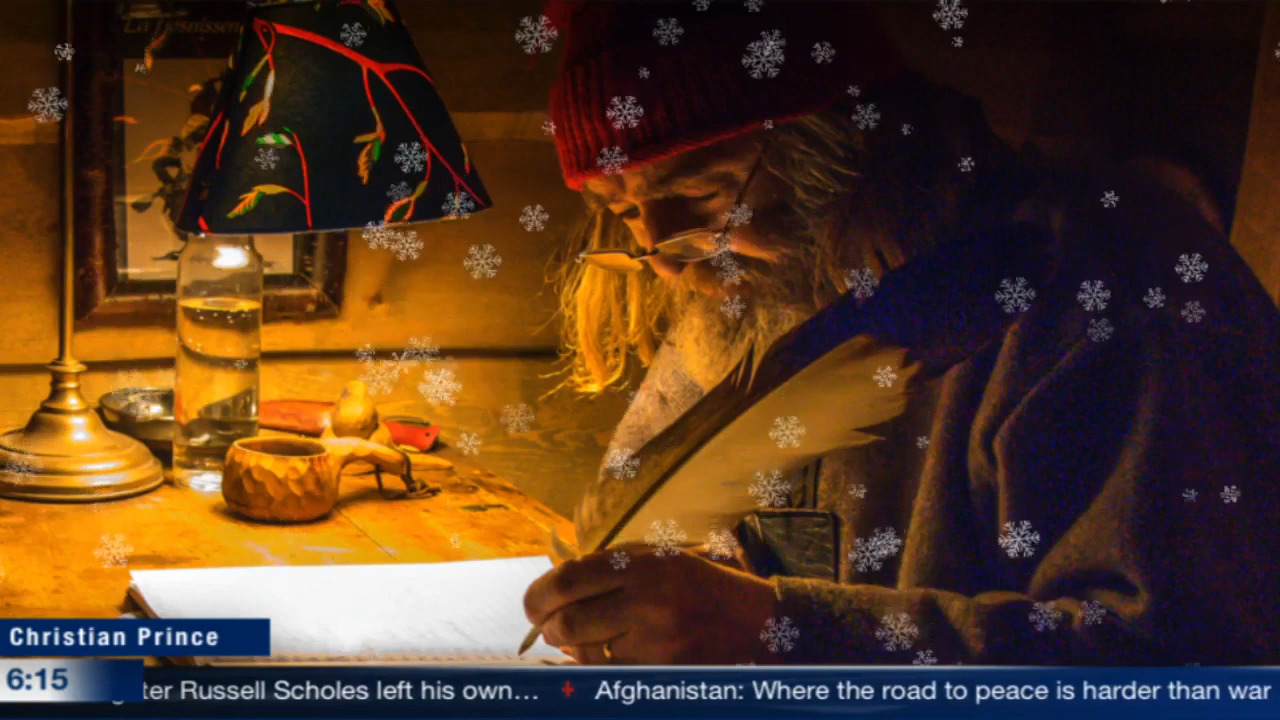 Christian Prince
6:15
ter Russell Scholes left his own... + Afghanistan: Where the road to peace is harder than war